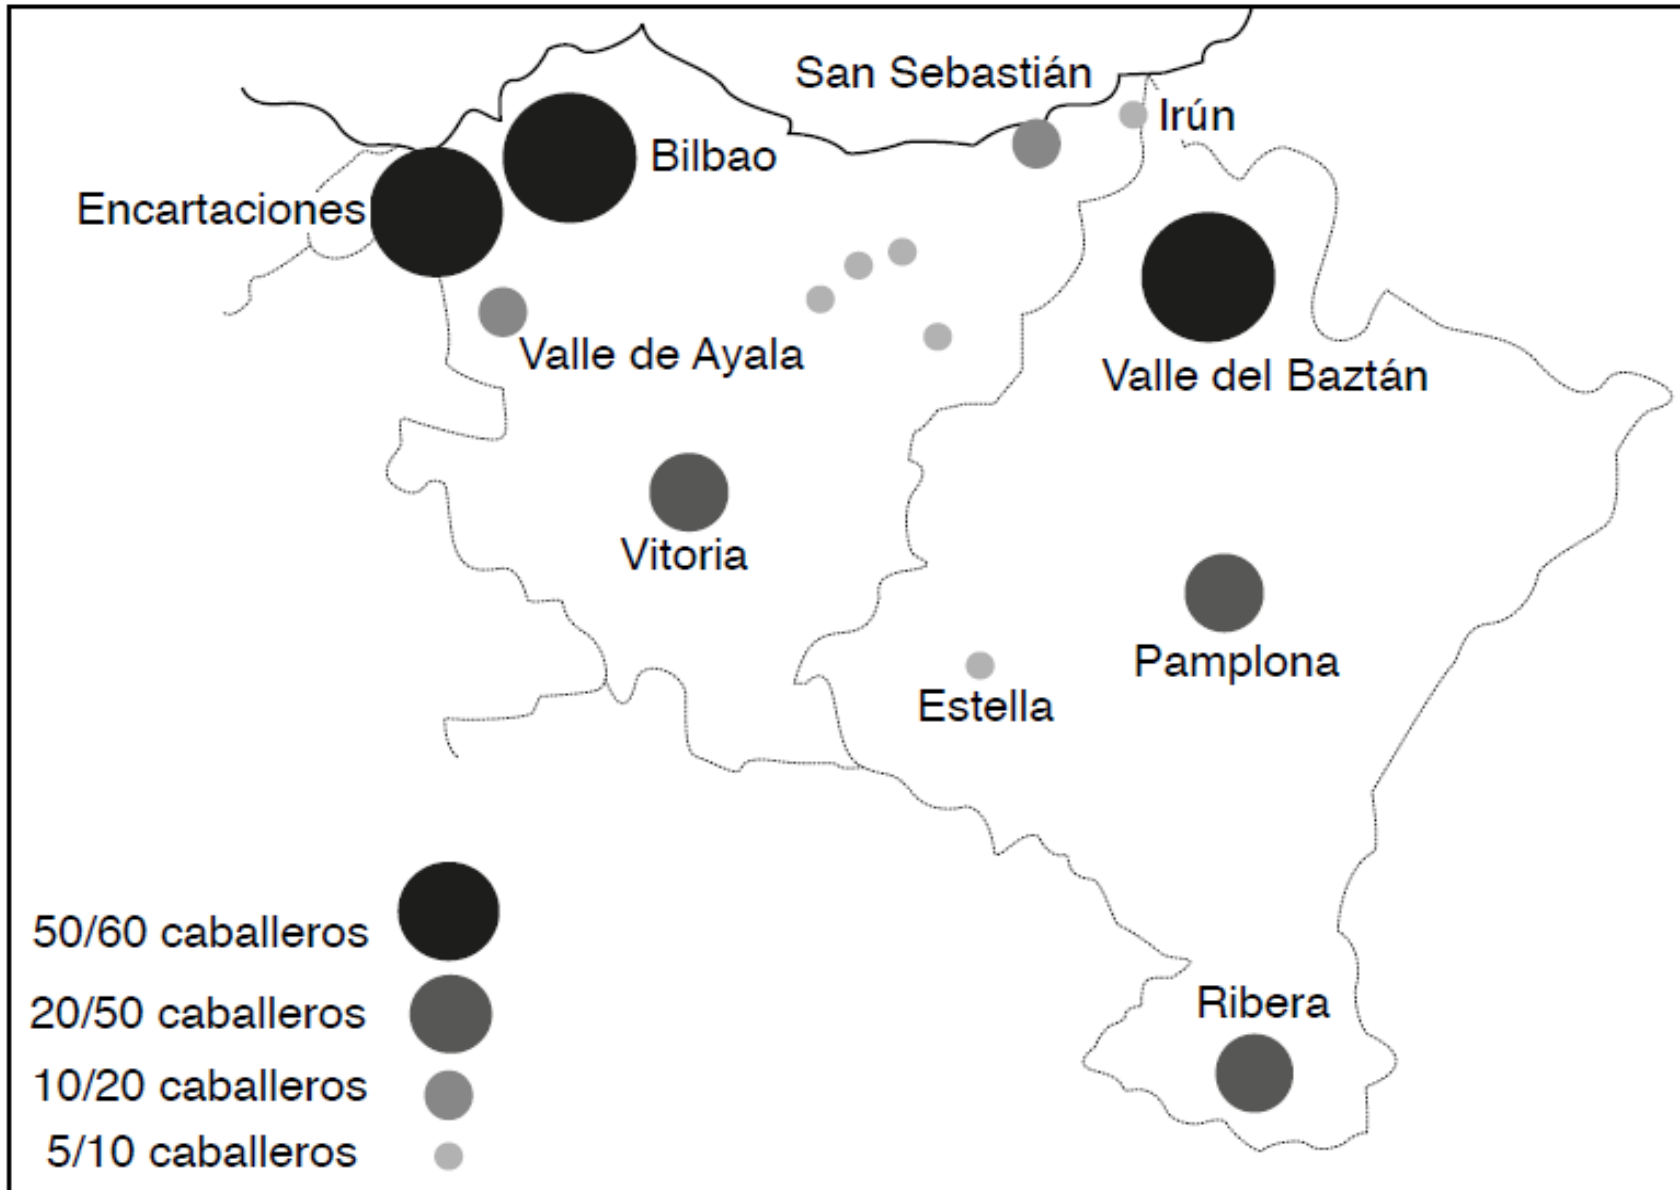 San Sebastián
Irún
Bilbao
Encartaciones
Valle de Ayala
Valle del Baztán
Vitoria
Pamplona
Estella
Ribera
50/60 caballeros
20/50 caballeros
10/20 caballeros
5/10 caballeros